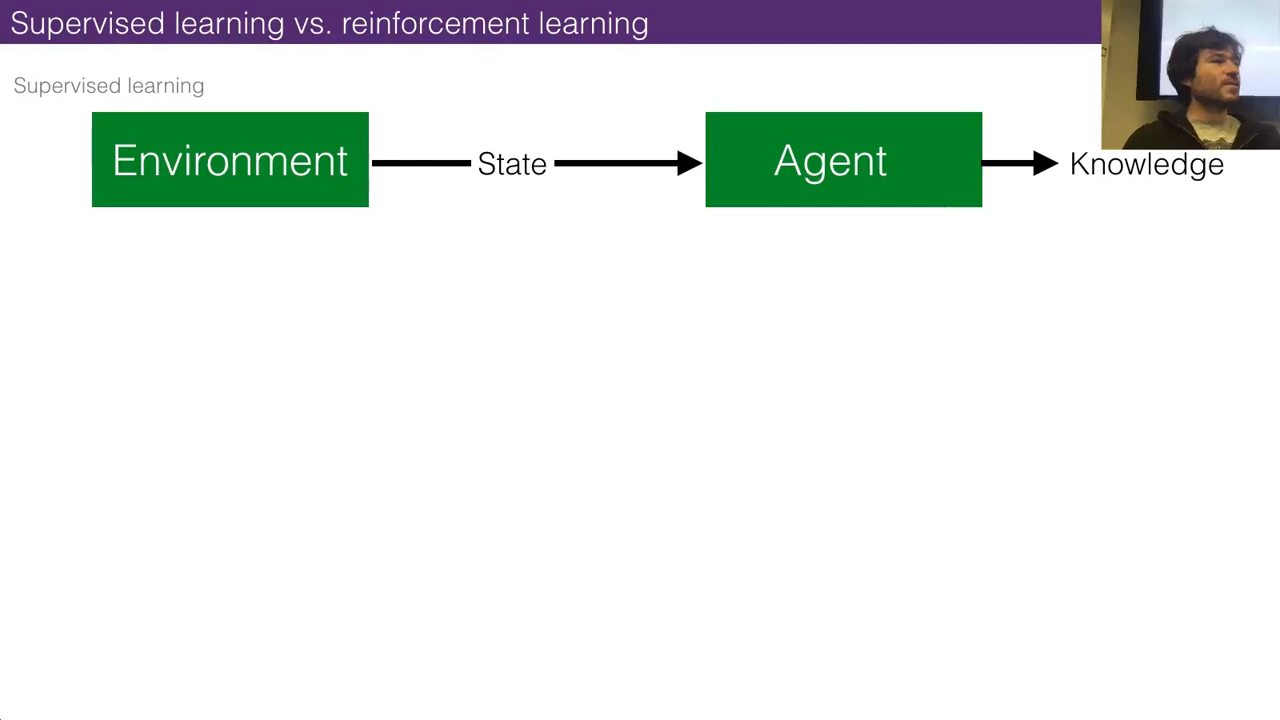 Supervised learning vs. reinforcement learning
Supervised learning
Environment State Agent Knowledge